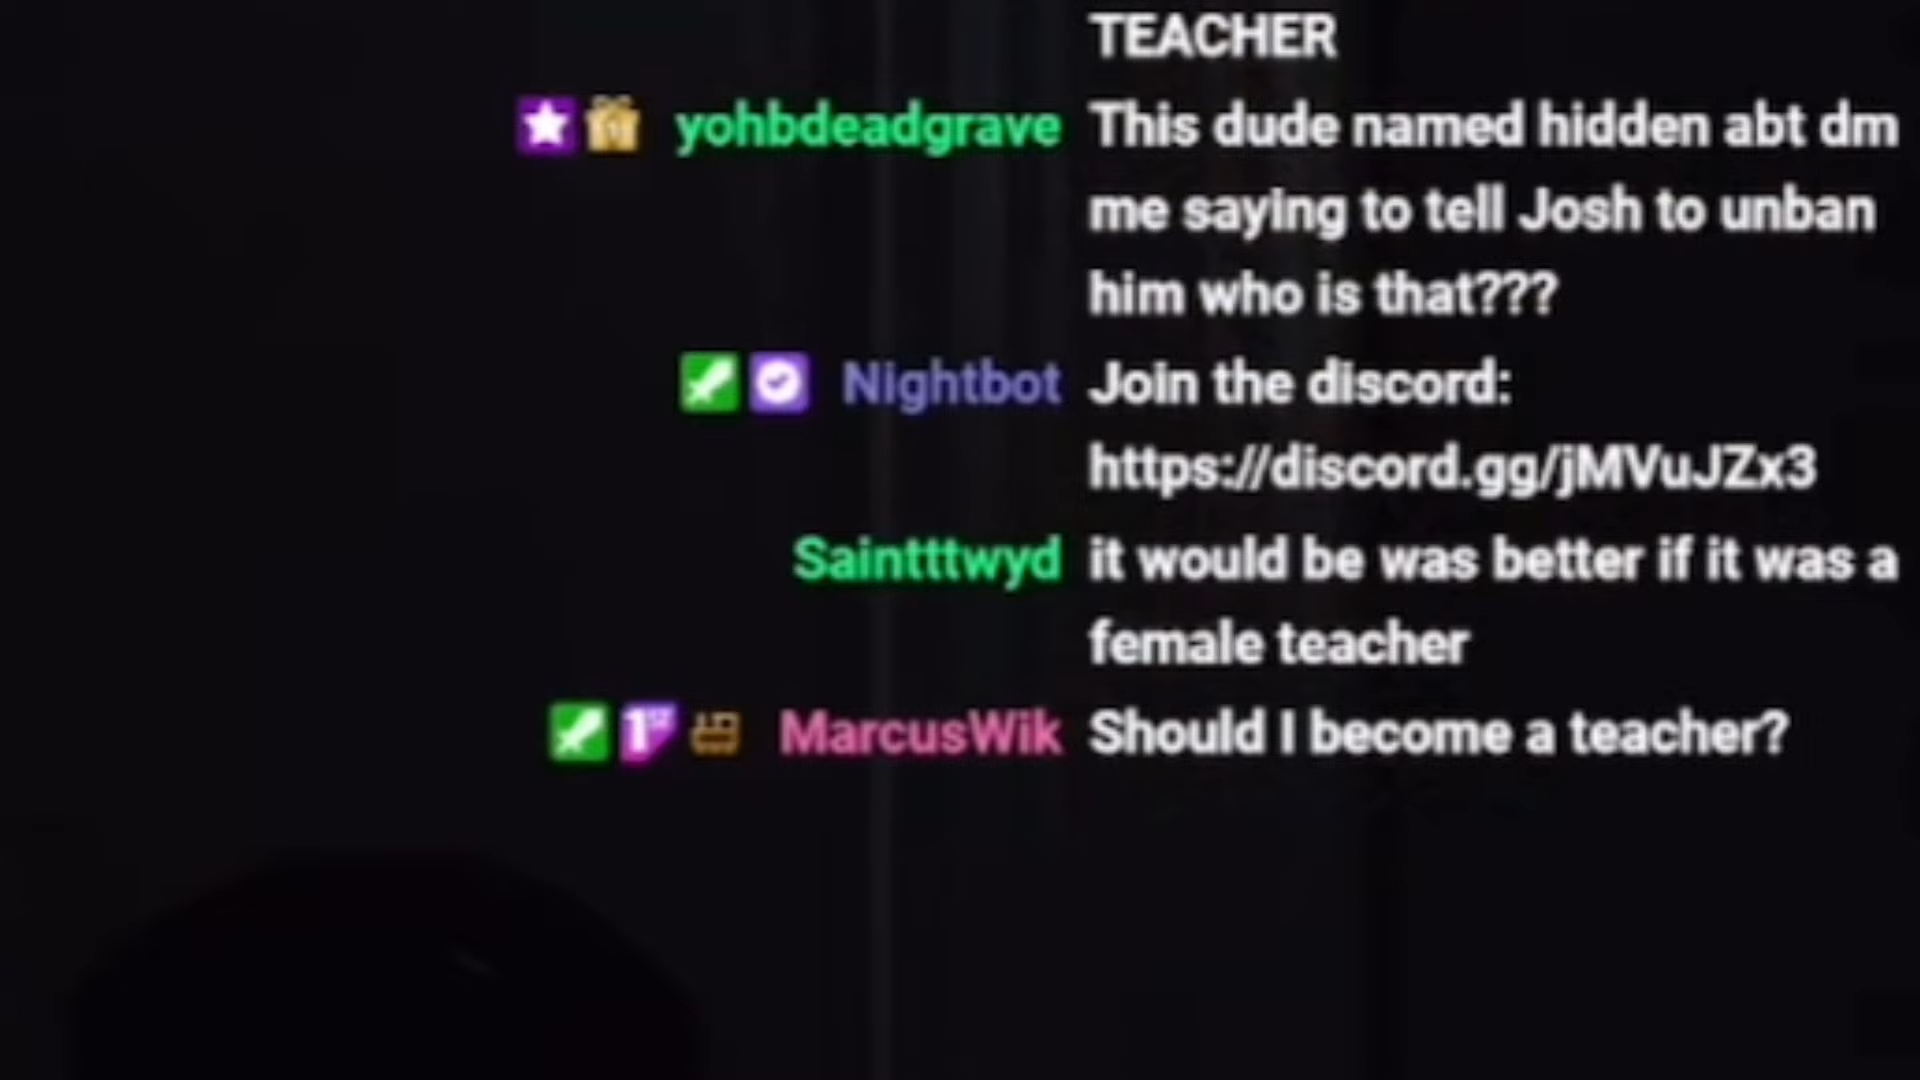 TEACHER
yohbdeadgrave This dude named hidden abt dm
me saying to tell Josh to unban
him who is that???
Nightbot Join the discord:
https://discord.gg/jMVuJZx3
Saintttwyd it would be was better if it was a
female teacher
1ST MarcusWik Should I become a teacher?